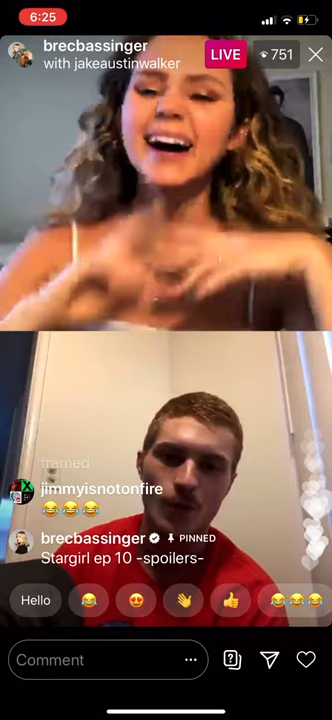 6:25
brecbassinger
with jakeaustinwalker
LIVE
751
framed
jimmyisnotonfire
😂😂😂
brecbassinger PINNED
Stargirl ep 10 -spoilers-
Hello 😂 😍 👋 👍 😂😂😂
Comment ...